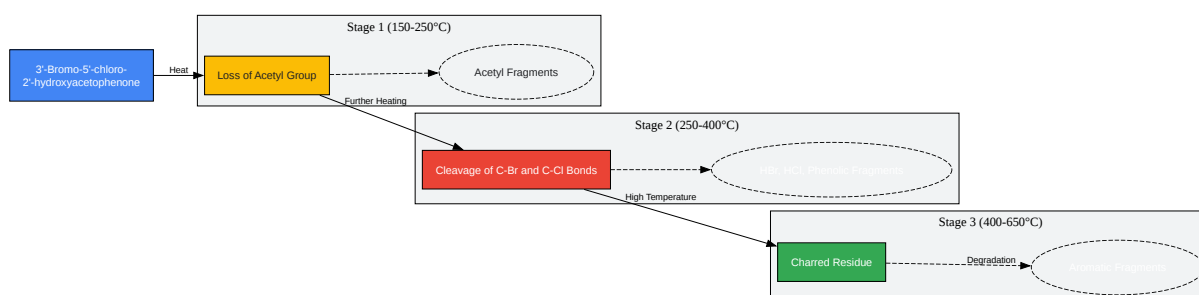 Stage 1 (150-250°C)
3'-Bromo-5'-chloro-
2'-hydroxyacetophenone
Heat
Loss of Acetyl Group
Acetyl Fragments
Further Heating
Stage 2 (250-400°C)
Cleavage of C-Br and C-Cl Bonds
HBr, HCl, Phenolic Fragments
High Temperature
Stage 3 (400-650°C)
Charred Residue
Degradation
Aromatic Fragments